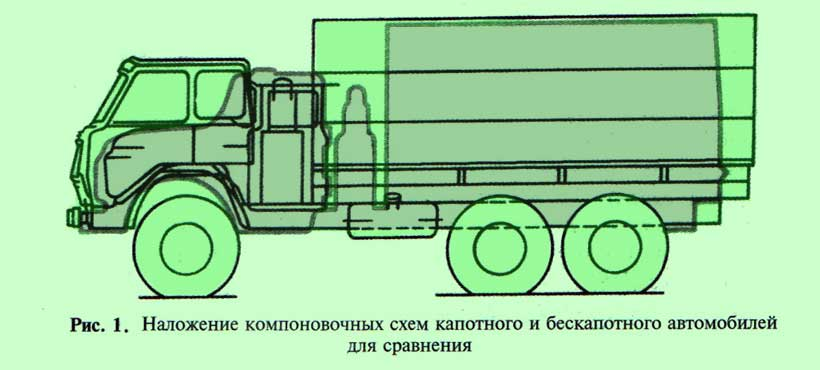 Рис. 1. Наложение компоновочных схем капотного и бескапотного автомобилей
для сравнения